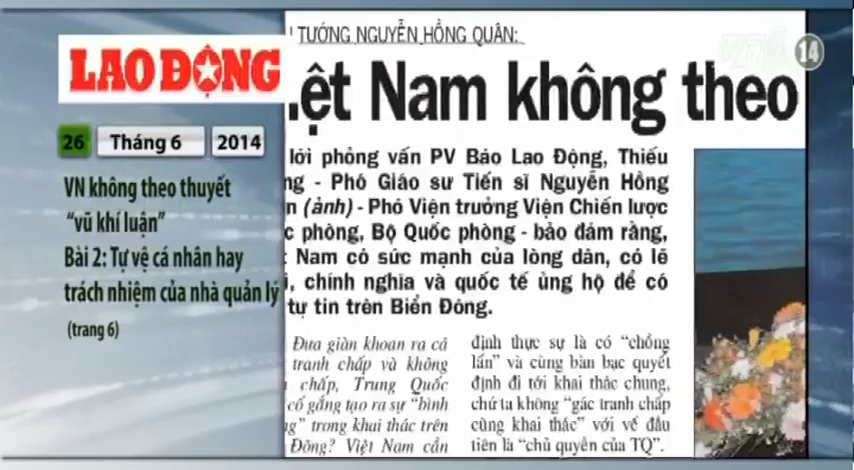 TƯỚNG NGUYỄN HỒNG QUÂN:
LAO ĐỘNG
14
ệt Nam không theo
26 Tháng 6 2014
VN không theo thuyết
“vũ khí luận”
Bài 2: Tự vệ cá nhân hay
trách nhiệm của nhà quản lý
(trang 6)
lời phỏng vấn PV Báo Lao Động, Thiếu
ng - Phó Giáo sư Tiến sĩ Nguyễn Hồng
n (ảnh) - Phó Viện trưởng Viện Chiến lược
c phòng, Bộ Quốc phòng - bảo đảm rằng,
t Nam có sức mạnh của lòng dân, có lẽ
i, chính nghĩa và quốc tế ủng hộ để có
tự tin trên Biển Đông.
Đưa giàn khoan ra cả
tranh chấp và không
chấp, Trung Quốc
cố gắng tạo ra sự “bình
ng” trong khai thác trên
Đông? Việt Nam cần
định thực sự là có “chồng
lấn” và cùng bàn bạc quyết
định đi tới khai thác chung,
chứ ta không “gác tranh chấp
cùng khai thác” với vế đầu
tiên là “chủ quyền của TQ”.